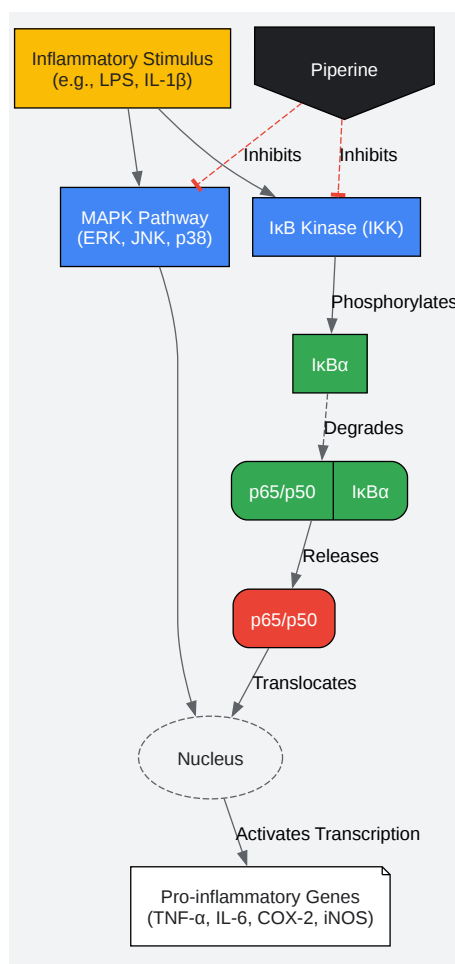 Inflammatory Stimulus
(e.g., LPS, IL-1β)
Piperine
Inhibits
Inhibits
MAPK Pathway
(ERK, JNK, p38)
IκB Kinase (IKK)
Phosphorylates
IκBα
Degrades
p65/p50
IκBα
Releases
p65/p50
Translocates
Nucleus
Activates Transcription
Pro-inflammatory Genes
(TNF-α, IL-6, COX-2, iNOS)